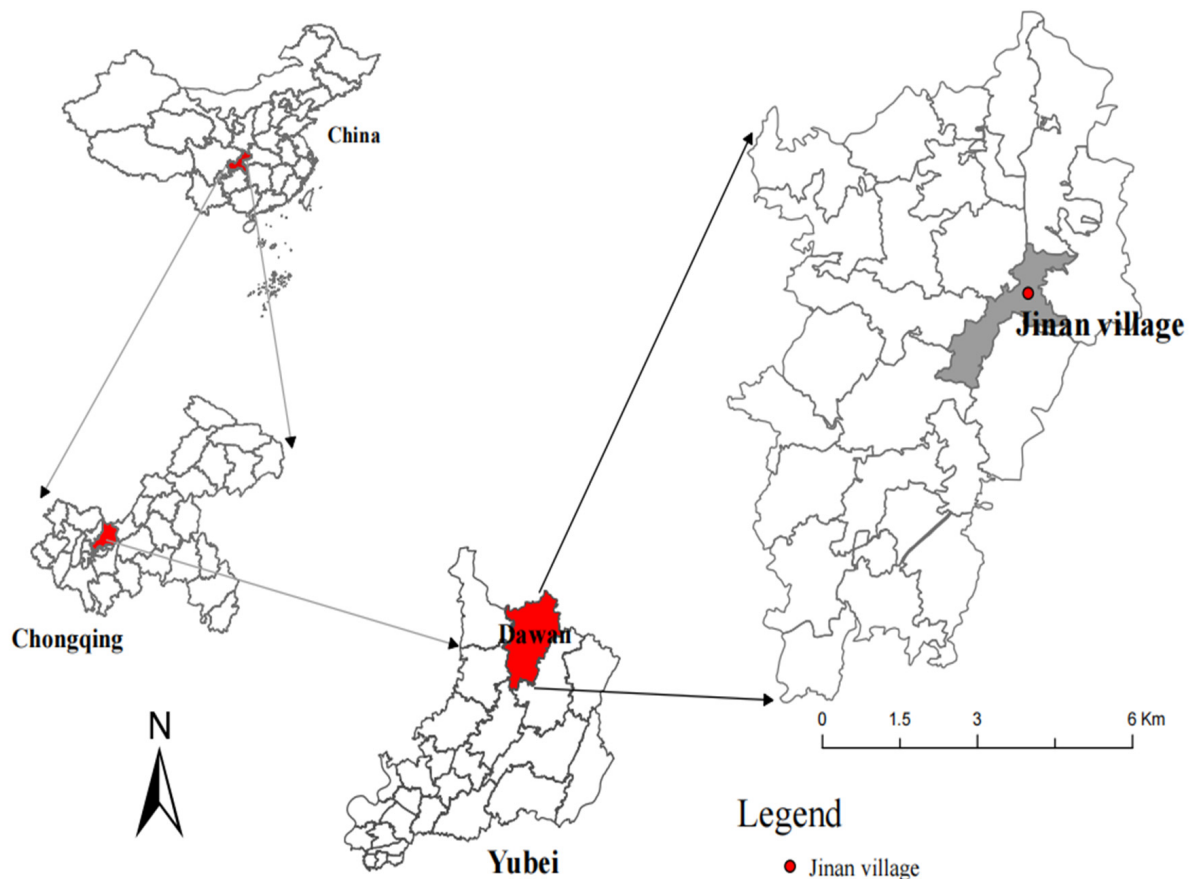 China
Jinan village
Chongqing
Dawan
Yubei
N
0 1.5 3 6 Km
Legend
Jinan village